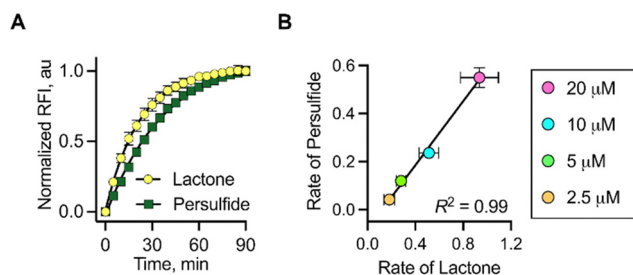 A
Normalized RFI, au
1.0
0.5
0.0
Lactone
Persulfide
0 30 60 90
Time, min
B
Rate of Persulfide
0.6
0.4
0.2
0.0
R² = 0.99
0.0 0.4 0.8 1.2
Rate of Lactone
20 μM
10 μM
5 μM
2.5 μM